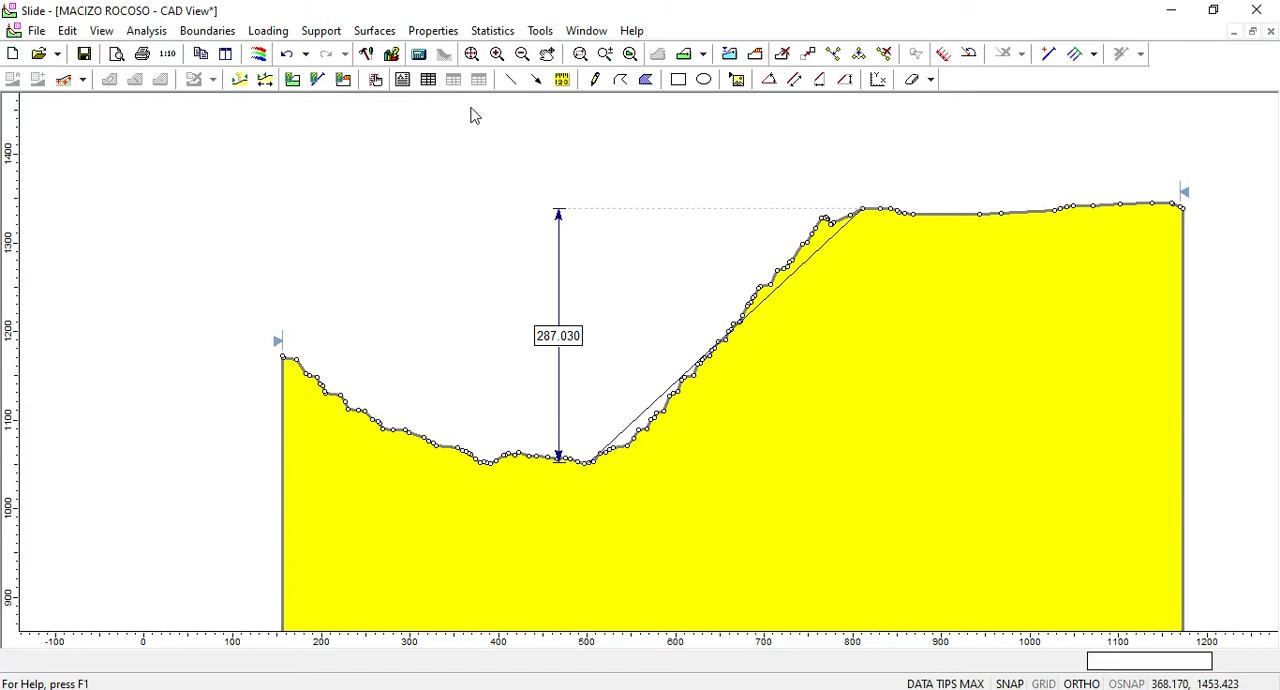 Slide - [MACIZO ROCOSO - CAD View*]
File Edit View Analysis Boundaries Loading Support Surfaces Properties Statistics Tools Window Help
1:10
1400
1300
287.030
1200
1100
1000
900
-100 0 100 200 300 400 500 600 700 800 900 1000 1100 1200
For Help, press F1 DATA TIPS MAX SNAP GRID ORTHO OSNAP 368.170, 1453.423